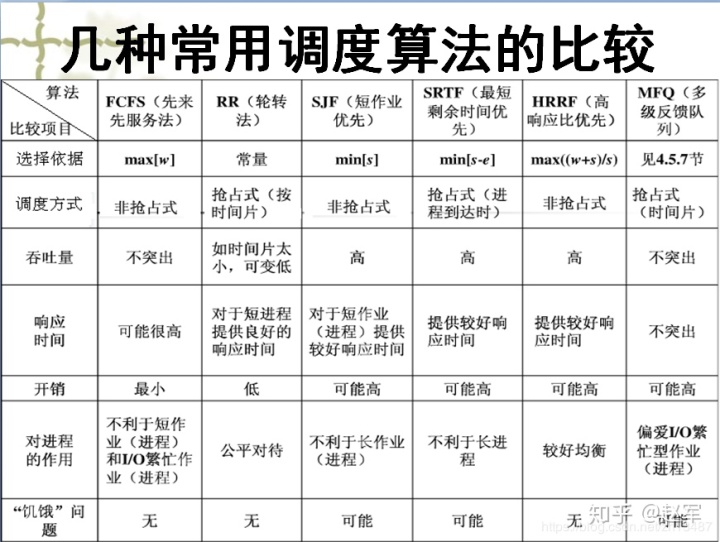 几种常用调度算法的比较
算法
比较项目
FCFS（先来
先服务法）
RR（轮转
法）
SJF（短作业
优先）
SRTF（最短
剩余时间优
先）
HRRF（高
响应比优先）
MFQ（多
级反馈队
列）
选择依据
max[w]
常量
min[s]
min[s-e]
max((w+s)/s)
见4.5.7节
调度方式
非抢占式
抢占式（按
时间片）
非抢占式
抢占式（进
程到达时）
非抢占式
抢占式
（时间片）
吞吐量
不突出
如时间片太
小，可变低
高
高
高
不突出
响应
时间
可能很高
对于短进程
提供良好的
响应时间
对于短作业
（进程）提供
较好响应时间
提供较好响
应时间
提供较好响
应时间
不突出
开销
最小
低
可能高
可能高
可能高
可能高
对进程
的作用
不利于短作
业（进程）
和I/O繁忙作
业（进程）
公平对待
不利于长作业
（进程）
不利于长进
程
较好均衡
偏爱I/O繁
忙型作业
（进程）
“饥饿”问
题
无
无
可能
可能
无
可能
知乎 @赵军